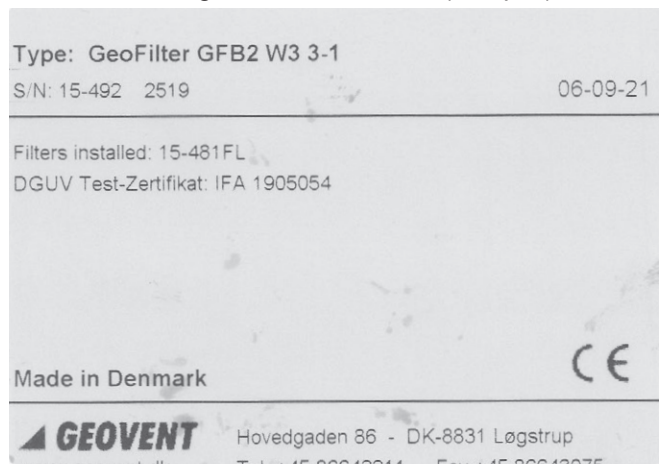 Type: GeoFilter GFB2 W3 3-1
S/N: 15-492 2519 06-09-21
Filters installed: 15-481FL
DGUV Test-Zertifikat: IFA 1905054
Made in Denmark
CE
GEOVENT Hovedgaden 86 - DK-8831 Løgstrup